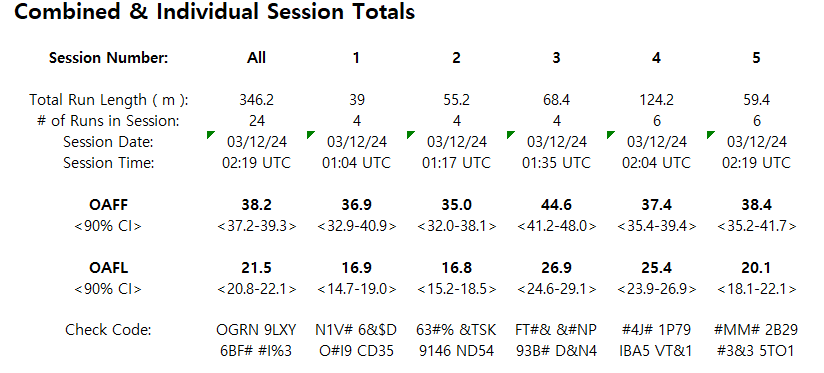 Combined & Individual Session Totals
Session Number: All 1 2 3 4 5
Total Run Length ( m ): 346.2 39 55.2 68.4 124.2 59.4
# of Runs in Session: 24 4 4 4 6 6
Session Date: 03/12/24 03/12/24 03/12/24 03/12/24 03/12/24 03/12/24
Session Time: 02:19 UTC 01:04 UTC 01:17 UTC 01:35 UTC 02:04 UTC 02:19 UTC
OAFF 38.2 36.9 35.0 44.6 37.4 38.4
<90% CI> <37.2-39.3> <32.9-40.9> <32.0-38.1> <41.2-48.0> <35.4-39.4> <35.2-41.7>
OAFL 21.5 16.9 16.8 26.9 25.4 20.1
<90% CI> <20.8-22.1> <14.7-19.0> <15.2-18.5> <24.6-29.1> <23.9-26.9> <18.1-22.1>
Check Code: OGRN 9LXY N1V# 6&$D 63#% &TSK FT#& &#NP #4J# 1P79 #MM# 2B29
6BF# #I%3 O#I9 CD35 9146 ND54 93B# D&N4 IBA5 VT&1 #3&3 5TO1